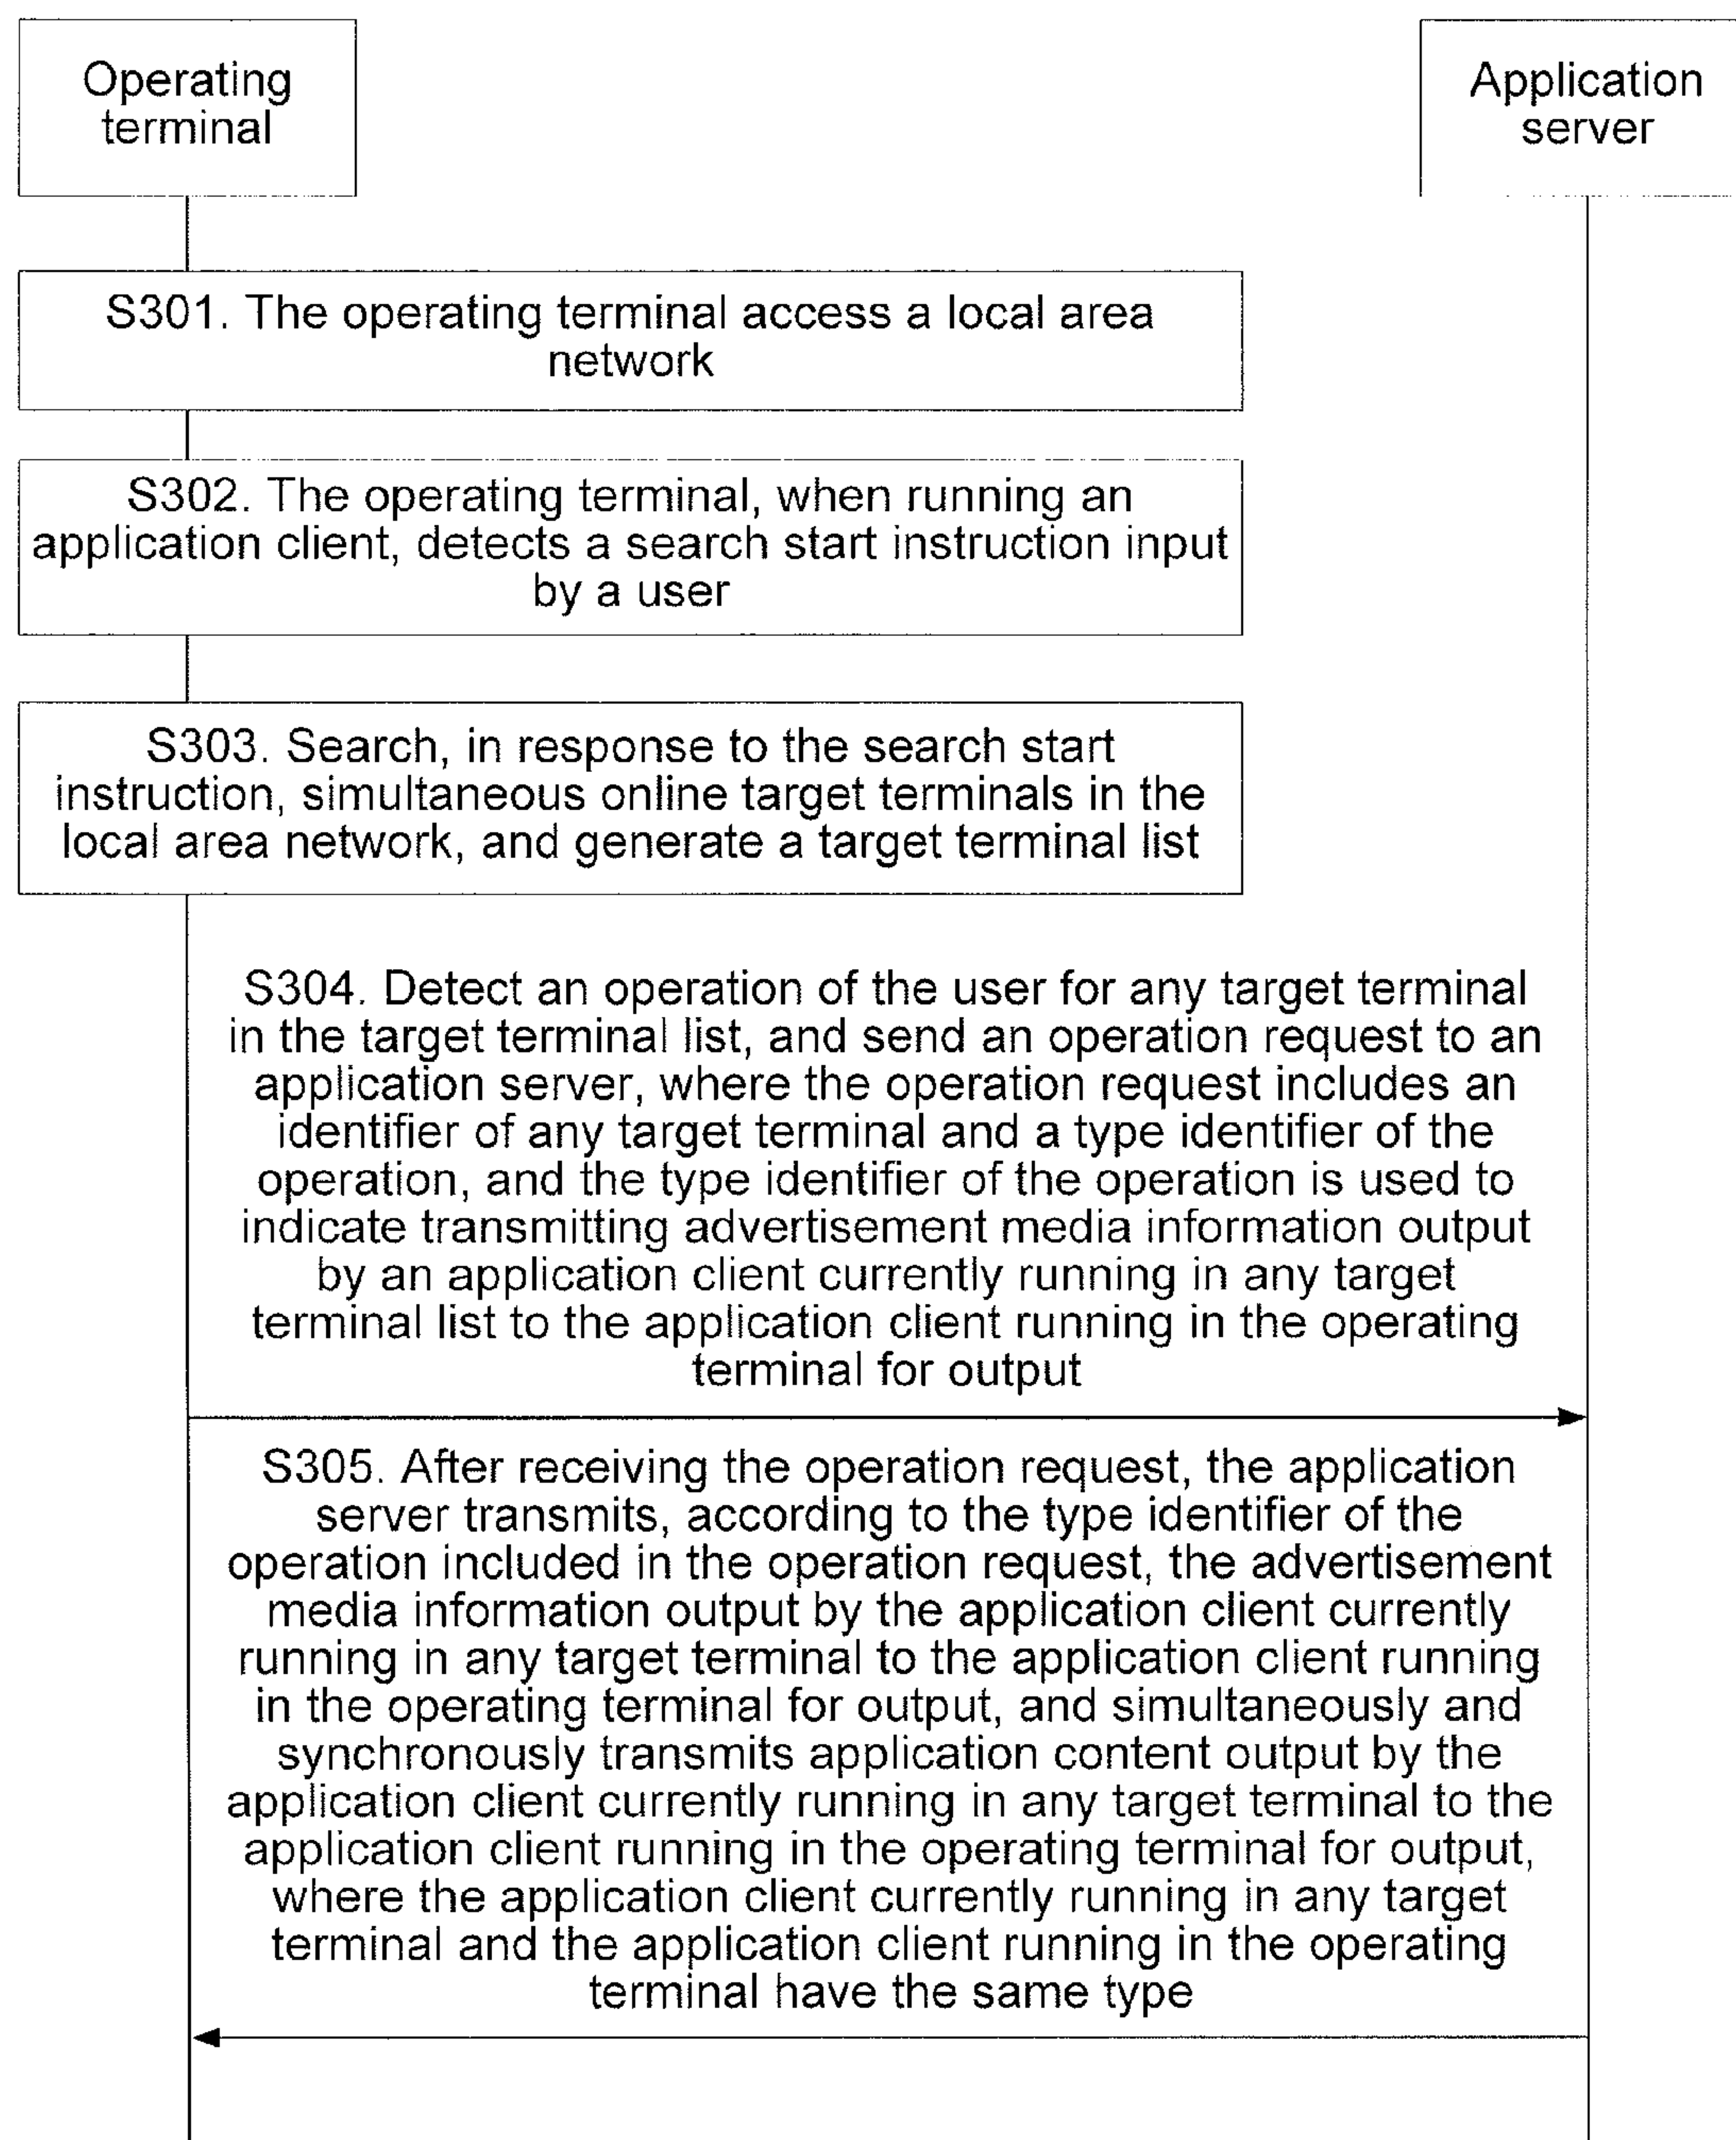 Operating
terminal
Application
server
S301. The operating terminal access a local area
network
S302. The operating terminal, when running an
application client, detects a search start instruction input
by a user
S303. Search, in response to the search start
instruction, simultaneous online target terminals in the
local area network, and generate a target terminal list
S304. Detect an operation of the user for any target terminal
in the target terminal list, and send an operation request to an
application server, where the operation request includes an
identifier of any target terminal and a type identifier of the
operation, and the type identifier of the operation is used to
indicate transmitting advertisement media information output
by an application client currently running in any target
terminal list to the application client running in the operating
terminal for output
S305. After receiving the operation request, the application
server transmits, according to the type identifier of the
operation included in the operation request, the advertisement
media information output by the application client currently
running in any target terminal to the application client running
in the operating terminal for output, and simultaneously and
synchronously transmits application content output by the
application client currently running in any target terminal to the
application client running in the operating terminal for output,
where the application client currently running in any target
terminal and the application client running in the operating
terminal have the same type